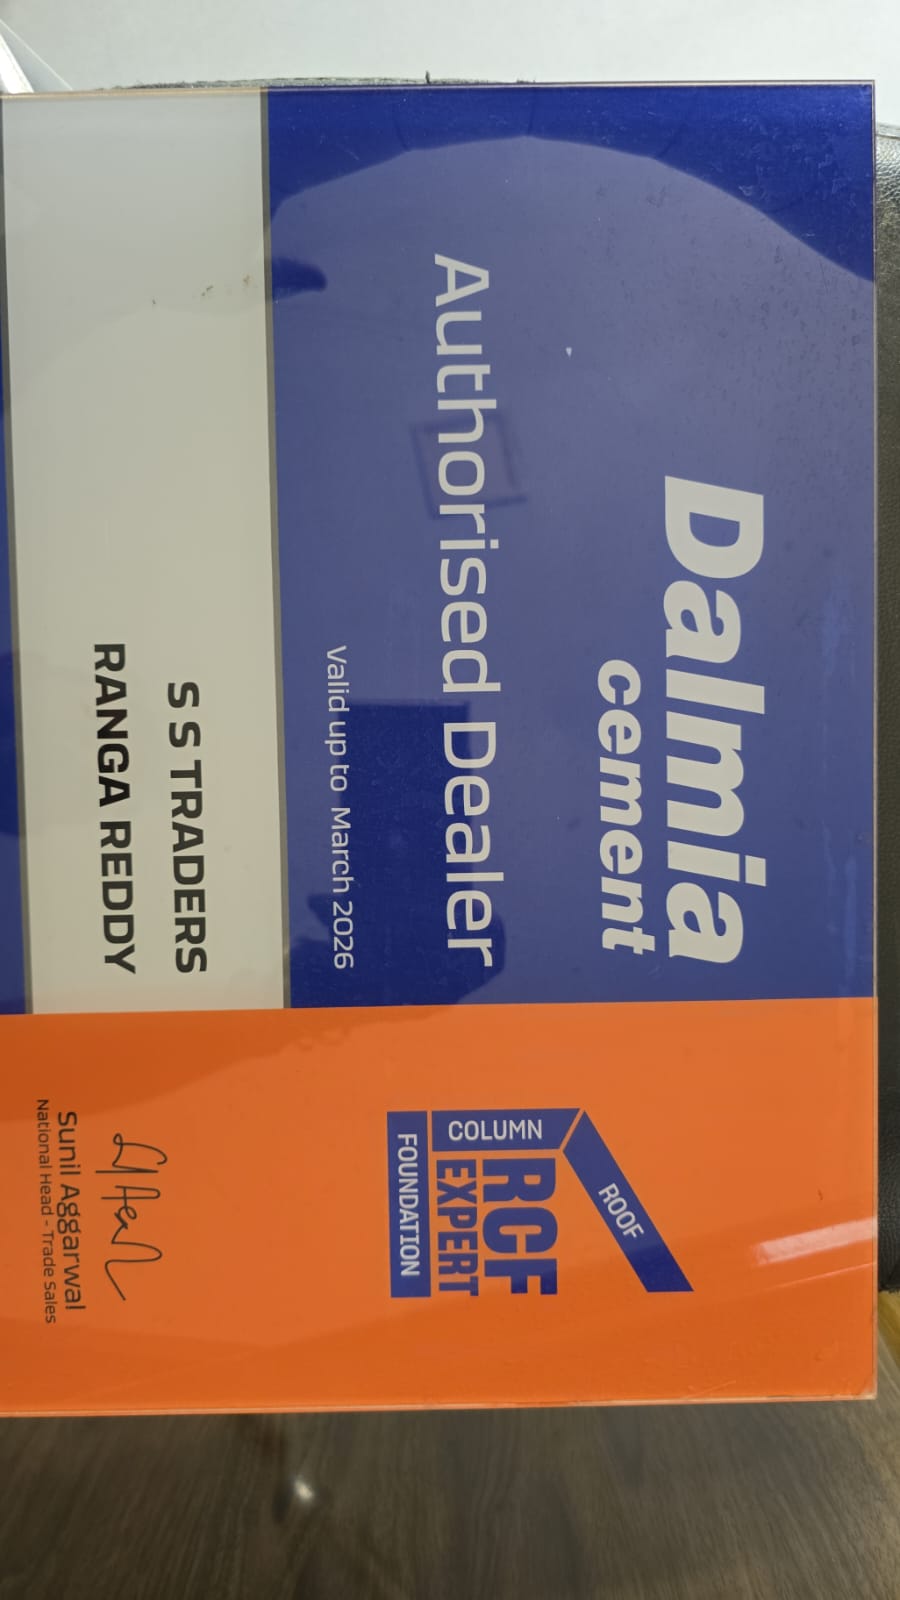 Dalmia
cement
Authorised Dealer
Valid up to March 2026
S S TRADERS
RANGA REDDY
ROOF
COLUMN
RCF
EXPERT
FOUNDATION
Sunil Aggarwal
National Head - Trade Sales